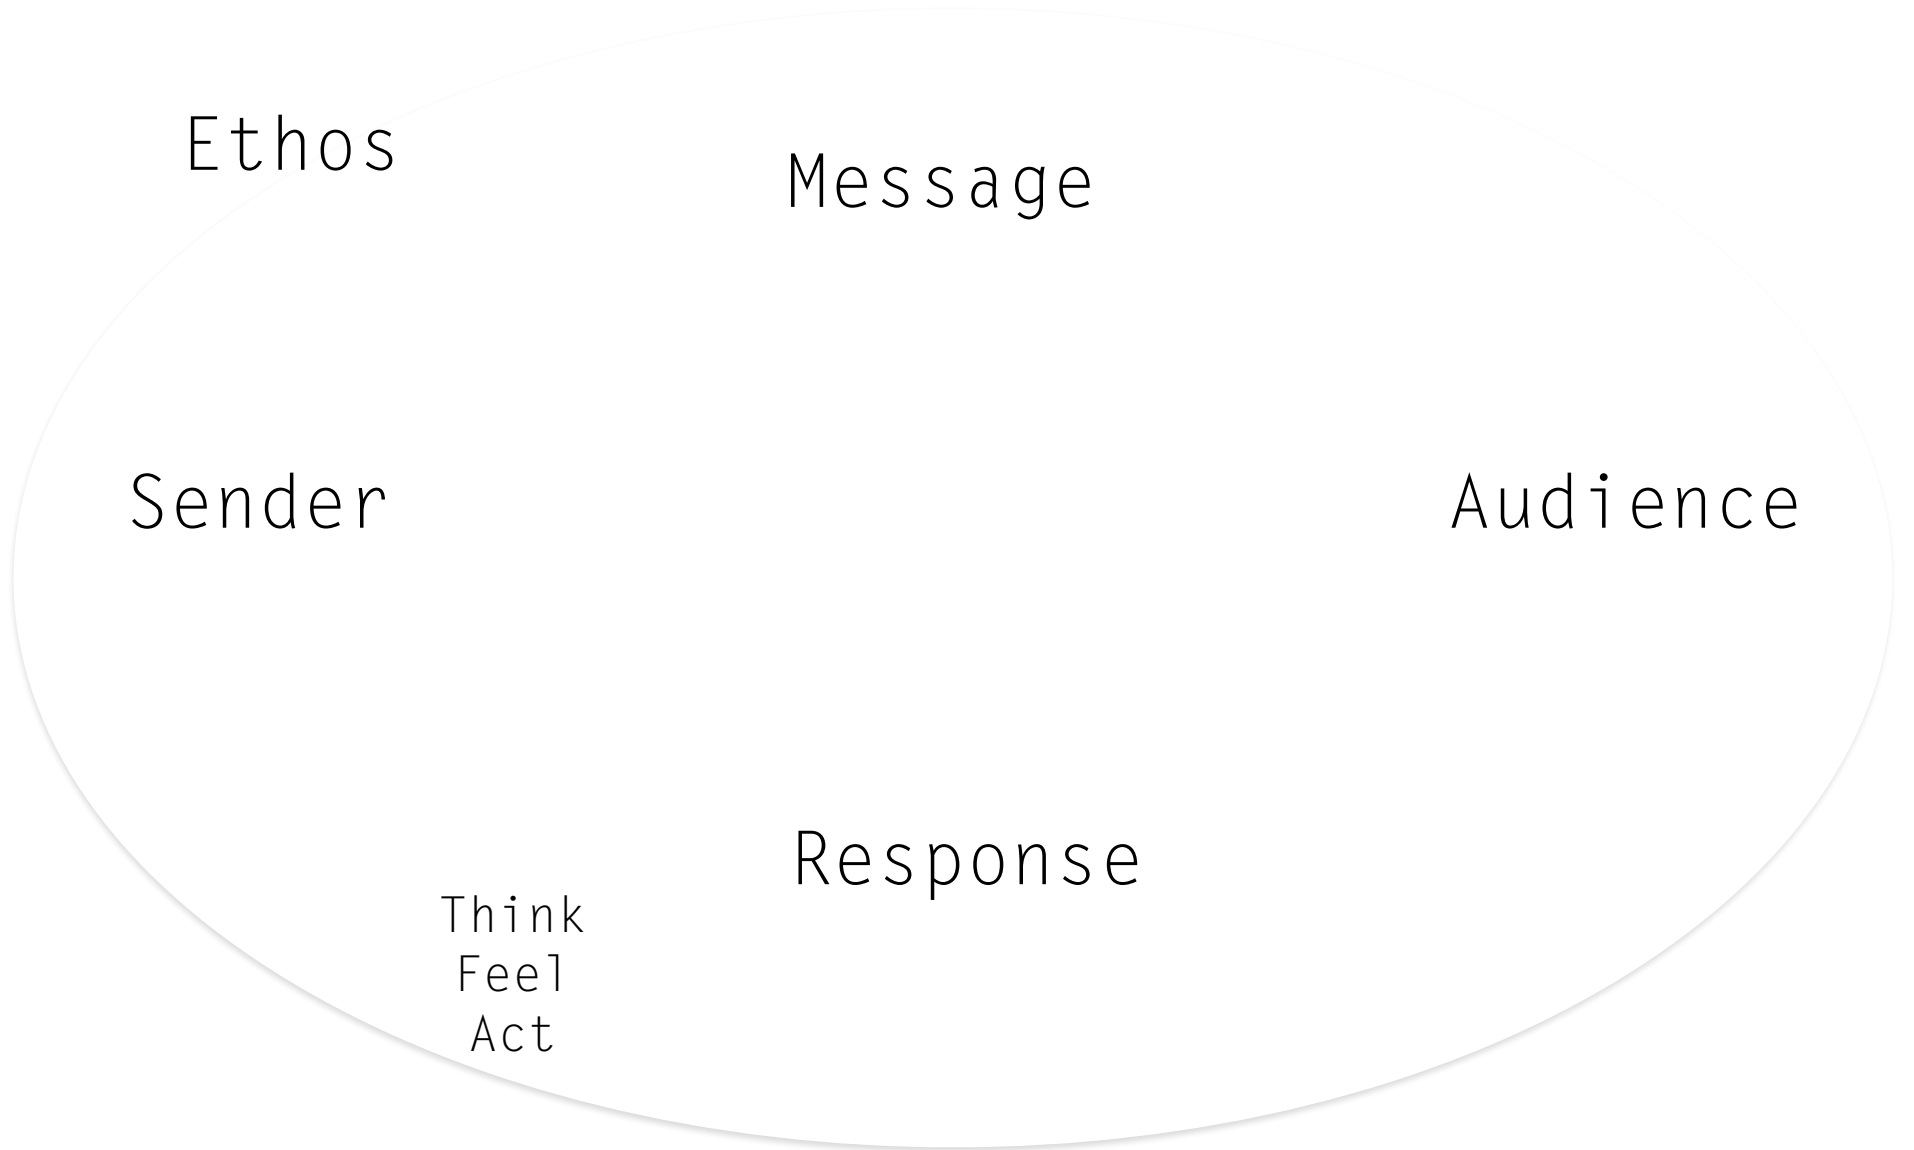 Ethos
Message
Sender
Audience
Response
Think
Feel
Act